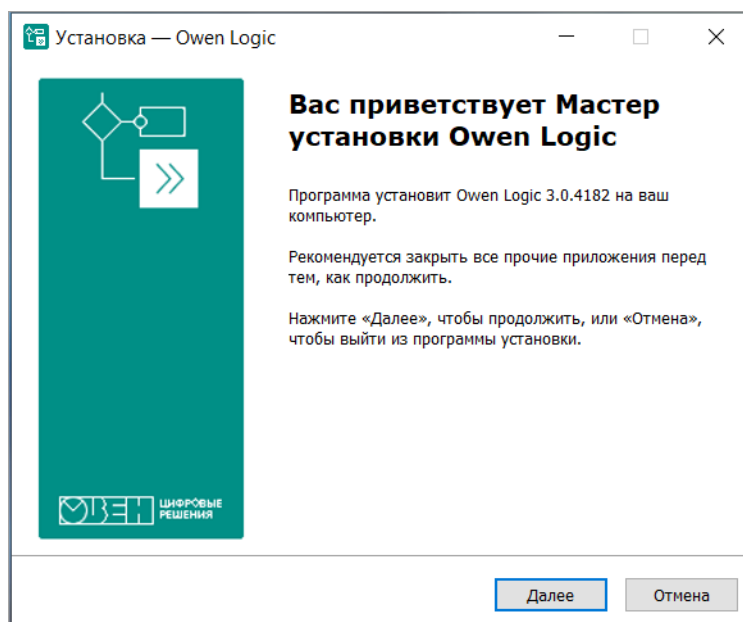 Установка — Owen Logic
Вас приветствует Мастер
установки Owen Logic
Программа установит Owen Logic 3.0.4182 на ваш
компьютер.
Рекомендуется закрыть все прочие приложения перед
тем, как продолжить.
Нажмите «Далее», чтобы продолжить, или «Отмена»,
чтобы выйти из программы установки.
ОВЕН ЦИФРОВЫЕ
РЕШЕНИЯ
Далее Отмена